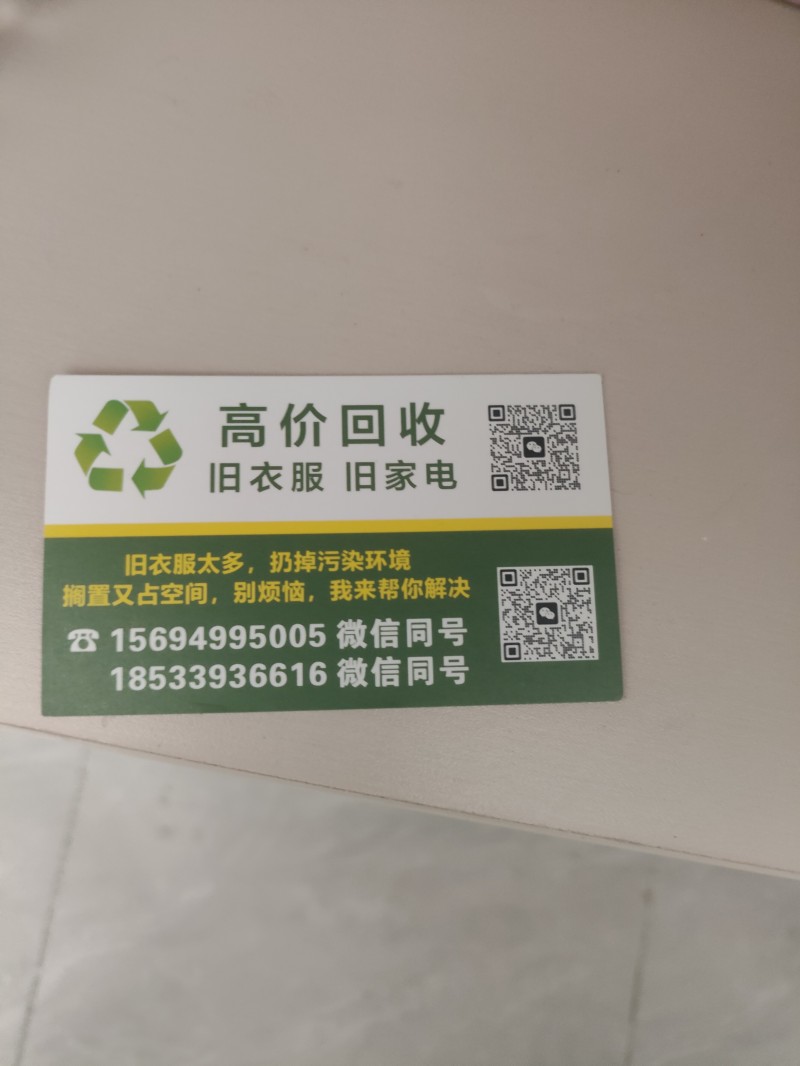 高价回收
旧衣服 旧家电
旧衣服太多，扔掉污染环境
搁置又占空间，别烦恼，我来帮你解决
☎ 15694995005 微信同号
18533936616 微信同号